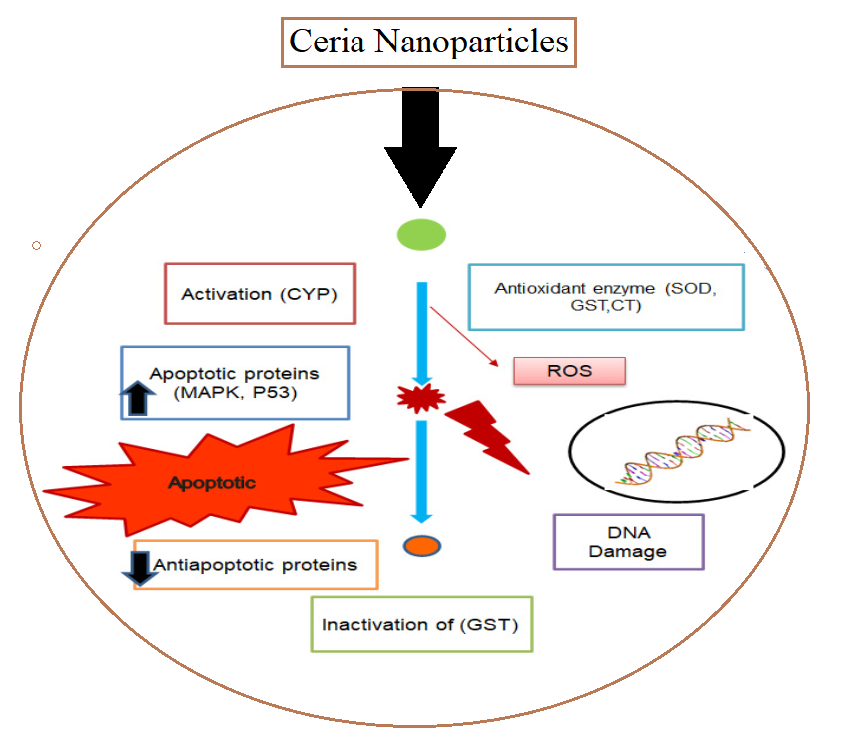 Ceria Nanoparticles
Activation (CYP)
Antioxidant enzyme (SOD,
GST,CT)
Apoptotic proteins
(MAPK, P53)
ROS
Apoptotic
DNA
Damage
Antiapoptotic proteins
Inactivation of (GST)